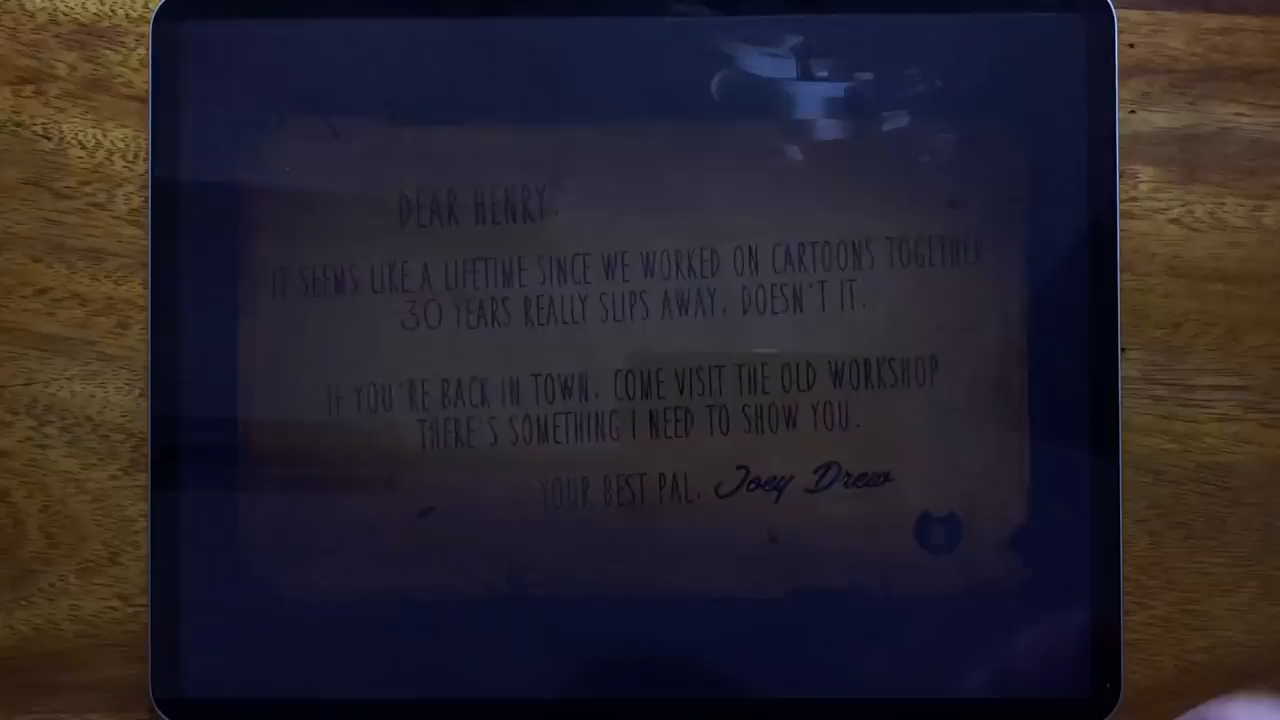 DEAR HENRY,
IT SEEMS LIKE A LIFETIME SINCE WE WORKED ON CARTOONS TOGETHER
30 YEARS REALLY SLIPS AWAY, DOESN'T IT.
IF YOU'RE BACK IN TOWN, COME VISIT THE OLD WORKSHOP
THERE'S SOMETHING I NEED TO SHOW YOU.
YOUR BEST PAL, Joey Drew